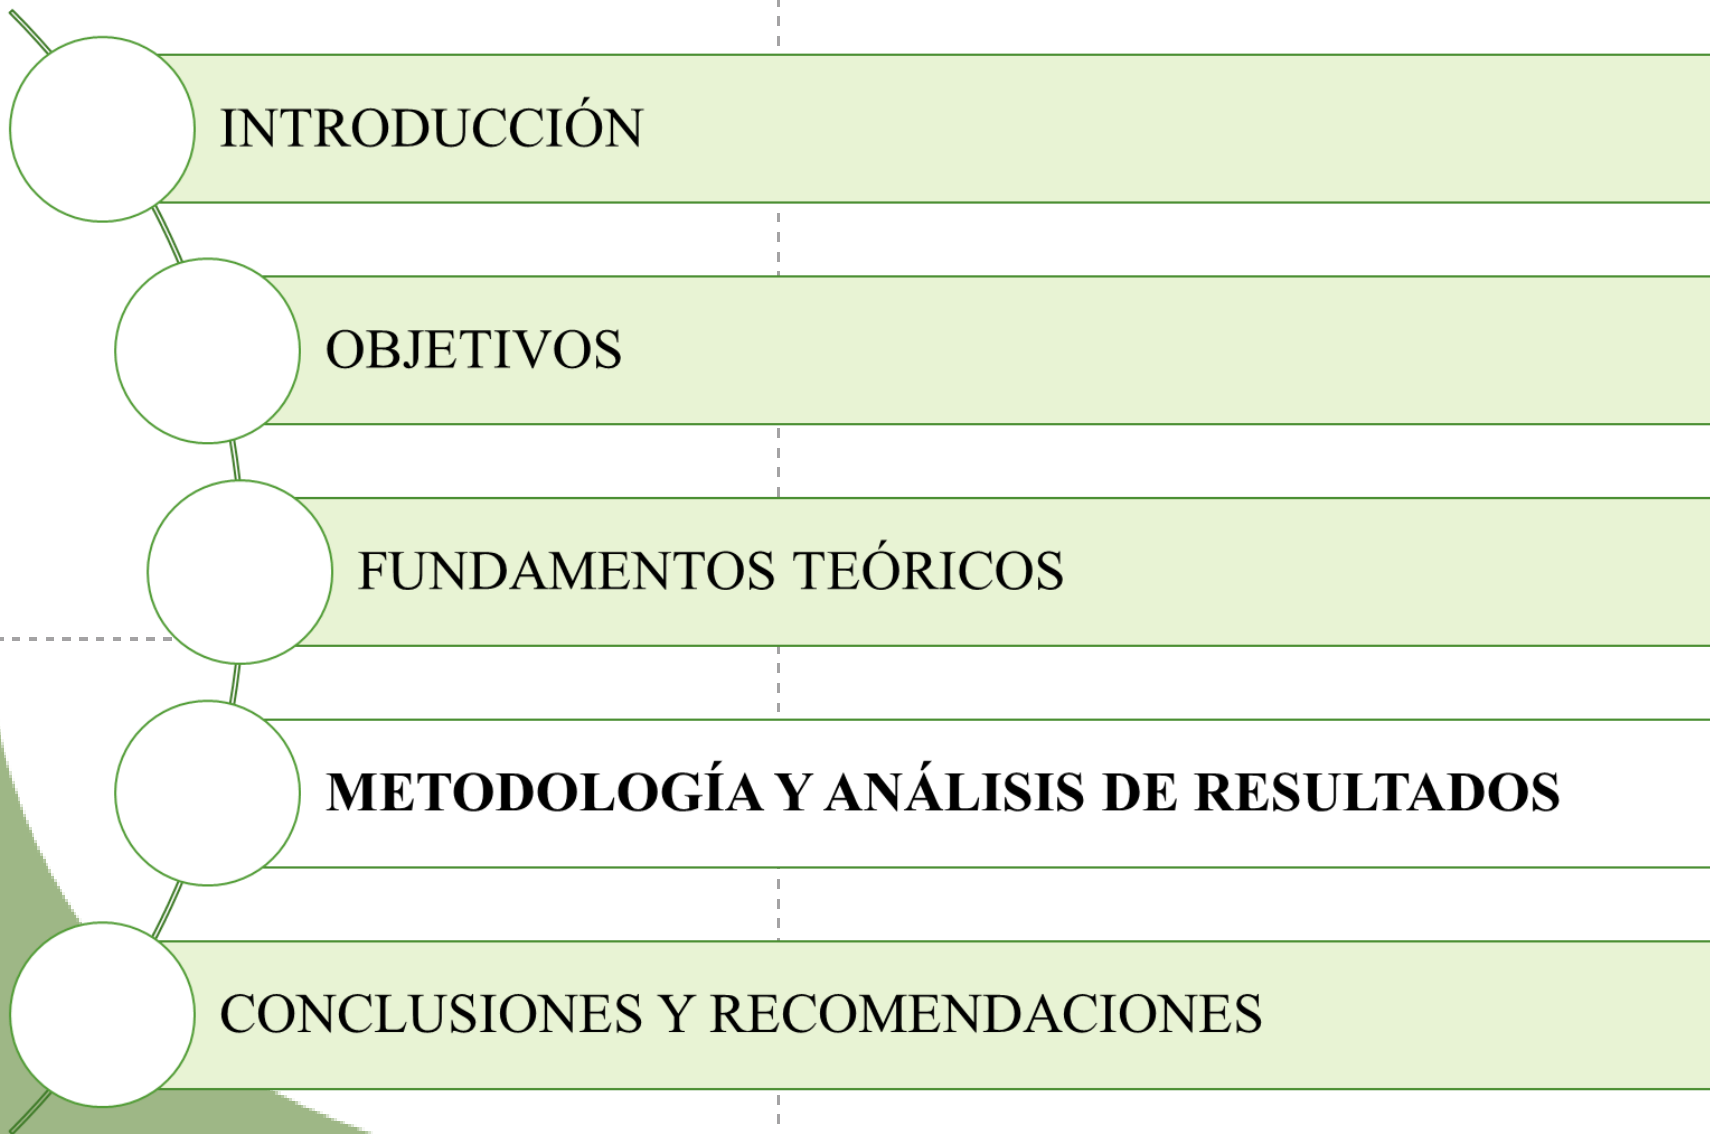 INTRODUCCIÓN
OBJETIVOS
FUNDAMENTOS TEÓRICOS
METODOLOGÍA Y ANÁLISIS DE RESULTADOS
CONCLUSIONES Y RECOMENDACIONES